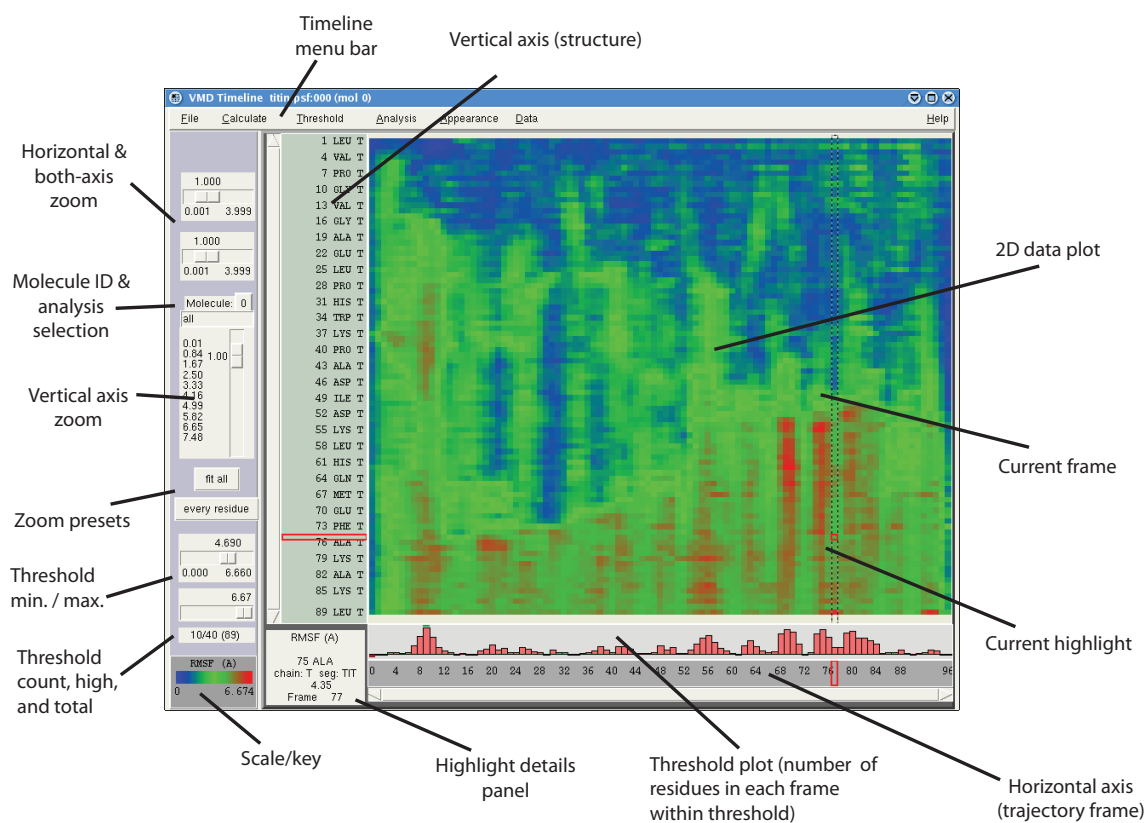 Timeline
menu bar
Vertical axis (structure)
VMD Timeline titin.psf:000 (mol 0)
File Calculate Threshold Analysis Appearance Data Help
Horizontal &
both-axis
zoom
1.000
0.001 3.999
1.000
0.001 3.999
Molecule ID &
analysis
selection
Molecule: 0
all
0.01
0.84
1.67
2.50
3.33
4.16
4.99
5.82
6.65
7.48
1.00
Vertical axis
zoom
fit all
Zoom presets
every residue
4.690
0.000 6.660
6.67
Threshold
min. / max.
10/40 (89)
Threshold
count, high,
and total
RMSF (A)
0 6.674
Scale/key
1 LEU T
4 VAL T
7 PRO T
10 GLY T
13 VAL T
16 GLY T
19 ALA T
22 GLU T
25 LEU T
28 PRO T
31 HIS T
34 TRP T
37 LYS T
40 PRO T
43 ALA T
46 ASP T
49 ILE T
52 ASP T
55 LYS T
58 LEU T
61 HIS T
64 GLN T
67 MET T
70 GLU T
73 PHE T
76 ALA T
79 LYS T
82 ALA T
85 LYS T
89 LEU T
2D data plot
Current frame
Current highlight
RMSF (A)
75 ALA
chain: T seg: TIT
4.35
Frame 77
0 4 8 12 16 20 24 28 32 36 40 44 48 52 56 60 64 68 72 76 80 84 88 96
Highlight details
panel
Threshold plot (number of
residues in each frame
within threshold)
Horizontal axis
(trajectory frame)